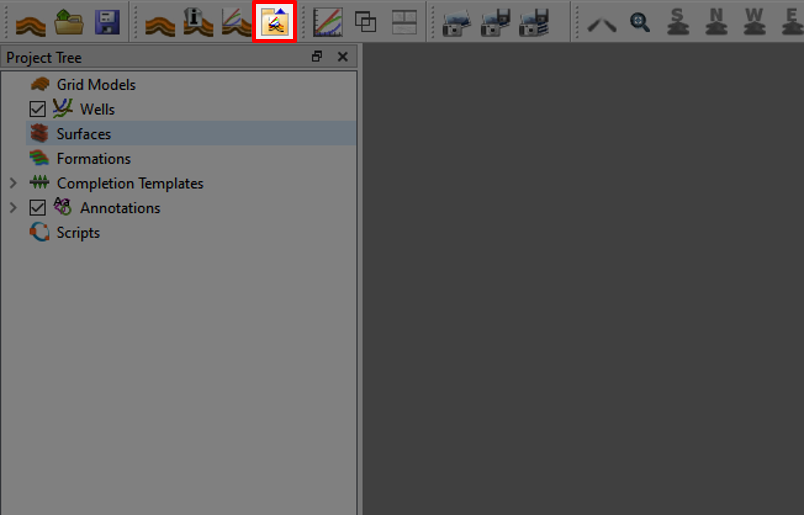 S N W E
Project Tree
Grid Models
Wells
Surfaces
Formations
Completion Templates
Annotations
Scripts